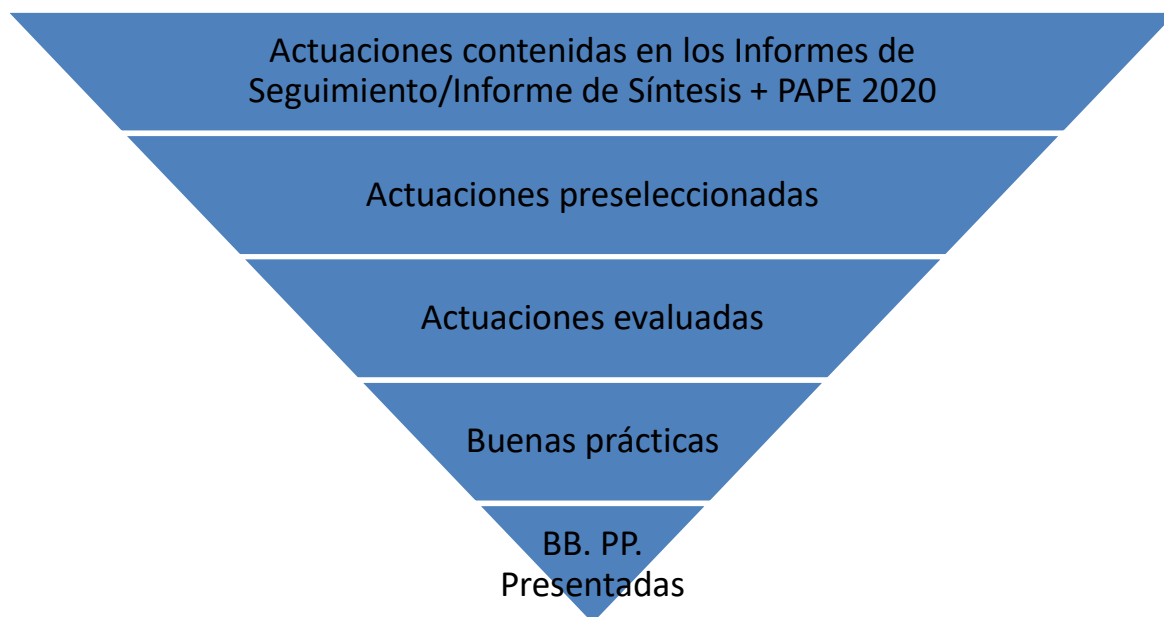 Actuaciones contenidas en los Informes de
Seguimiento/Informe de Síntesis + PAPE 2020
Actuaciones preseleccionadas
Actuaciones evaluadas
Buenas prácticas
BB. PP.
Presentadas